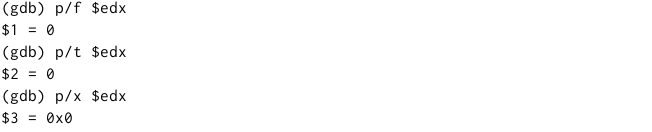 (gdb) p/f $edx
$1 = 0
(gdb) p/t $edx
$2 = 0
(gdb) p/x $edx
$3 = 0x0